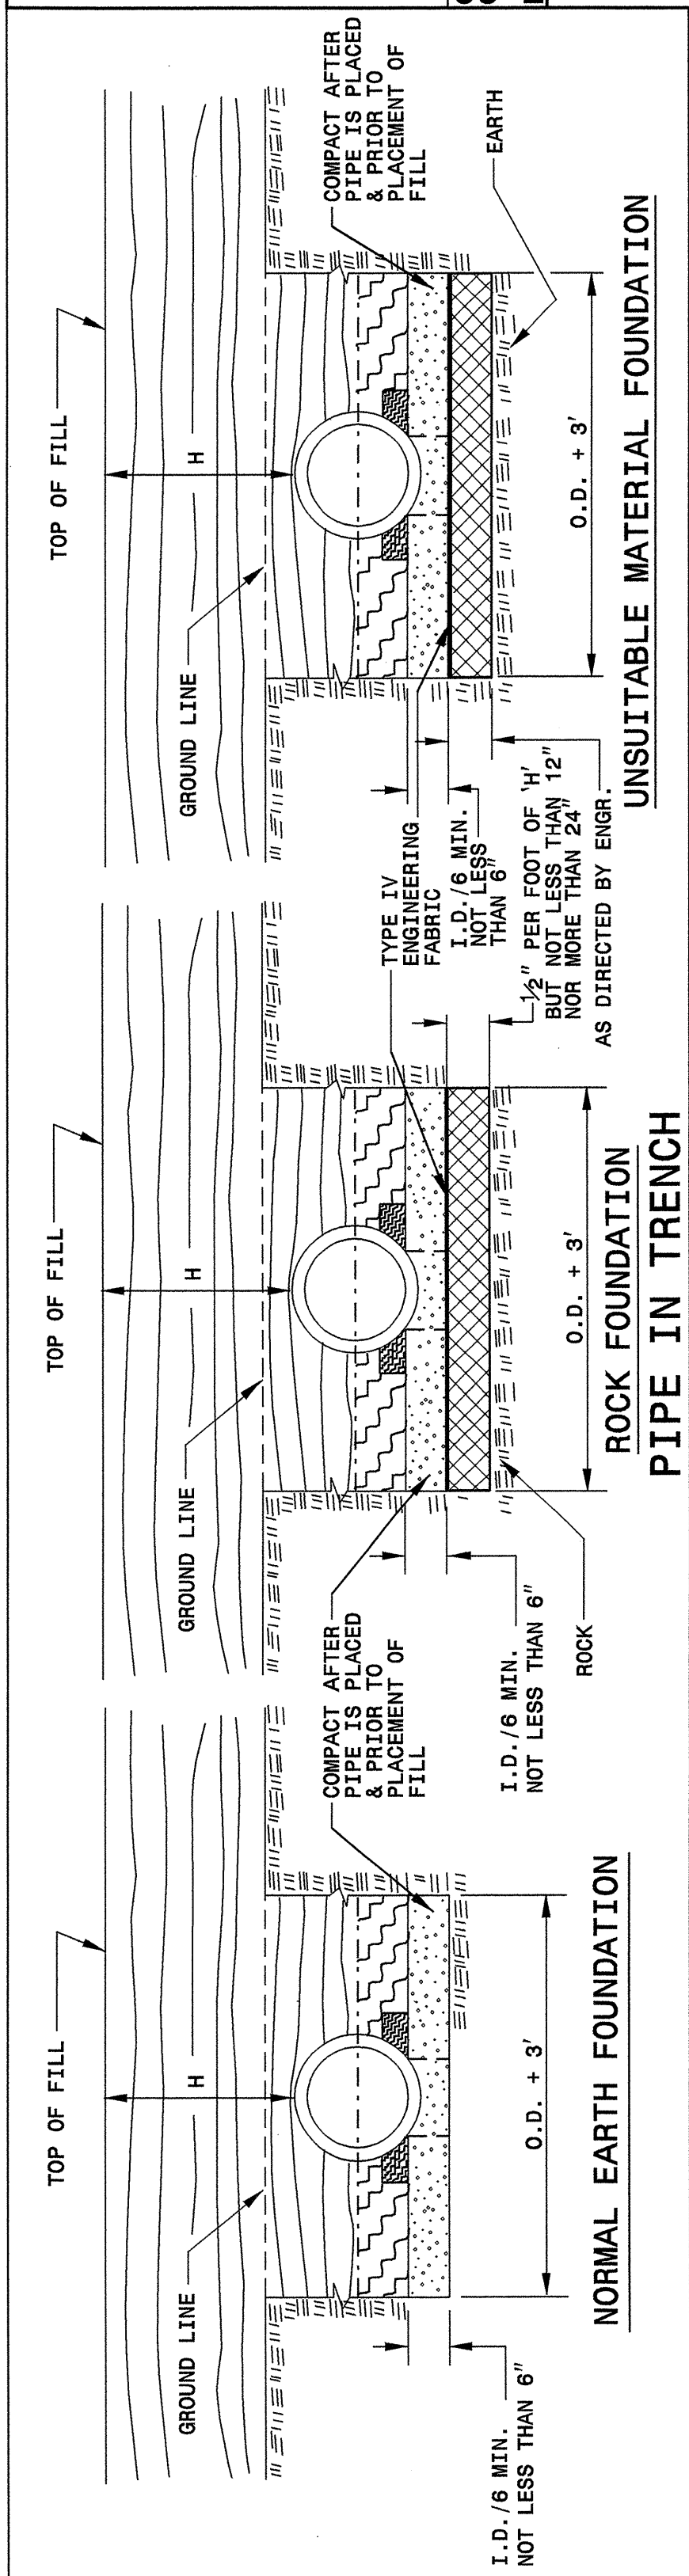 TOP OF FILL
H
GROUND LINE
I.D./6 MIN.
NOT LESS THAN 6"
O.D. + 3'
NORMAL EARTH FOUNDATION
COMPACT AFTER
PIPE IS PLACED
& PRIOR TO
PLACEMENT OF
FILL
TOP OF FILL
H
GROUND LINE
I.D./6 MIN.
NOT LESS THAN 6"
ROCK
O.D. + 3'
ROCK FOUNDATION
PIPE IN TRENCH
TYPE IV
ENGINEERING
FABRIC
I.D./6 MIN.
NOT LESS
THAN 6"
1/2" PER FOOT OF 'H'
BUT NOT LESS THAN 12"
NOR MORE THAN 24"
AS DIRECTED BY ENGR.
TOP OF FILL
H
GROUND LINE
COMPACT AFTER
PIPE IS PLACED
& PRIOR TO
PLACEMENT OF
FILL
EARTH
O.D. + 3'
UNSUITABLE MATERIAL FOUNDATION